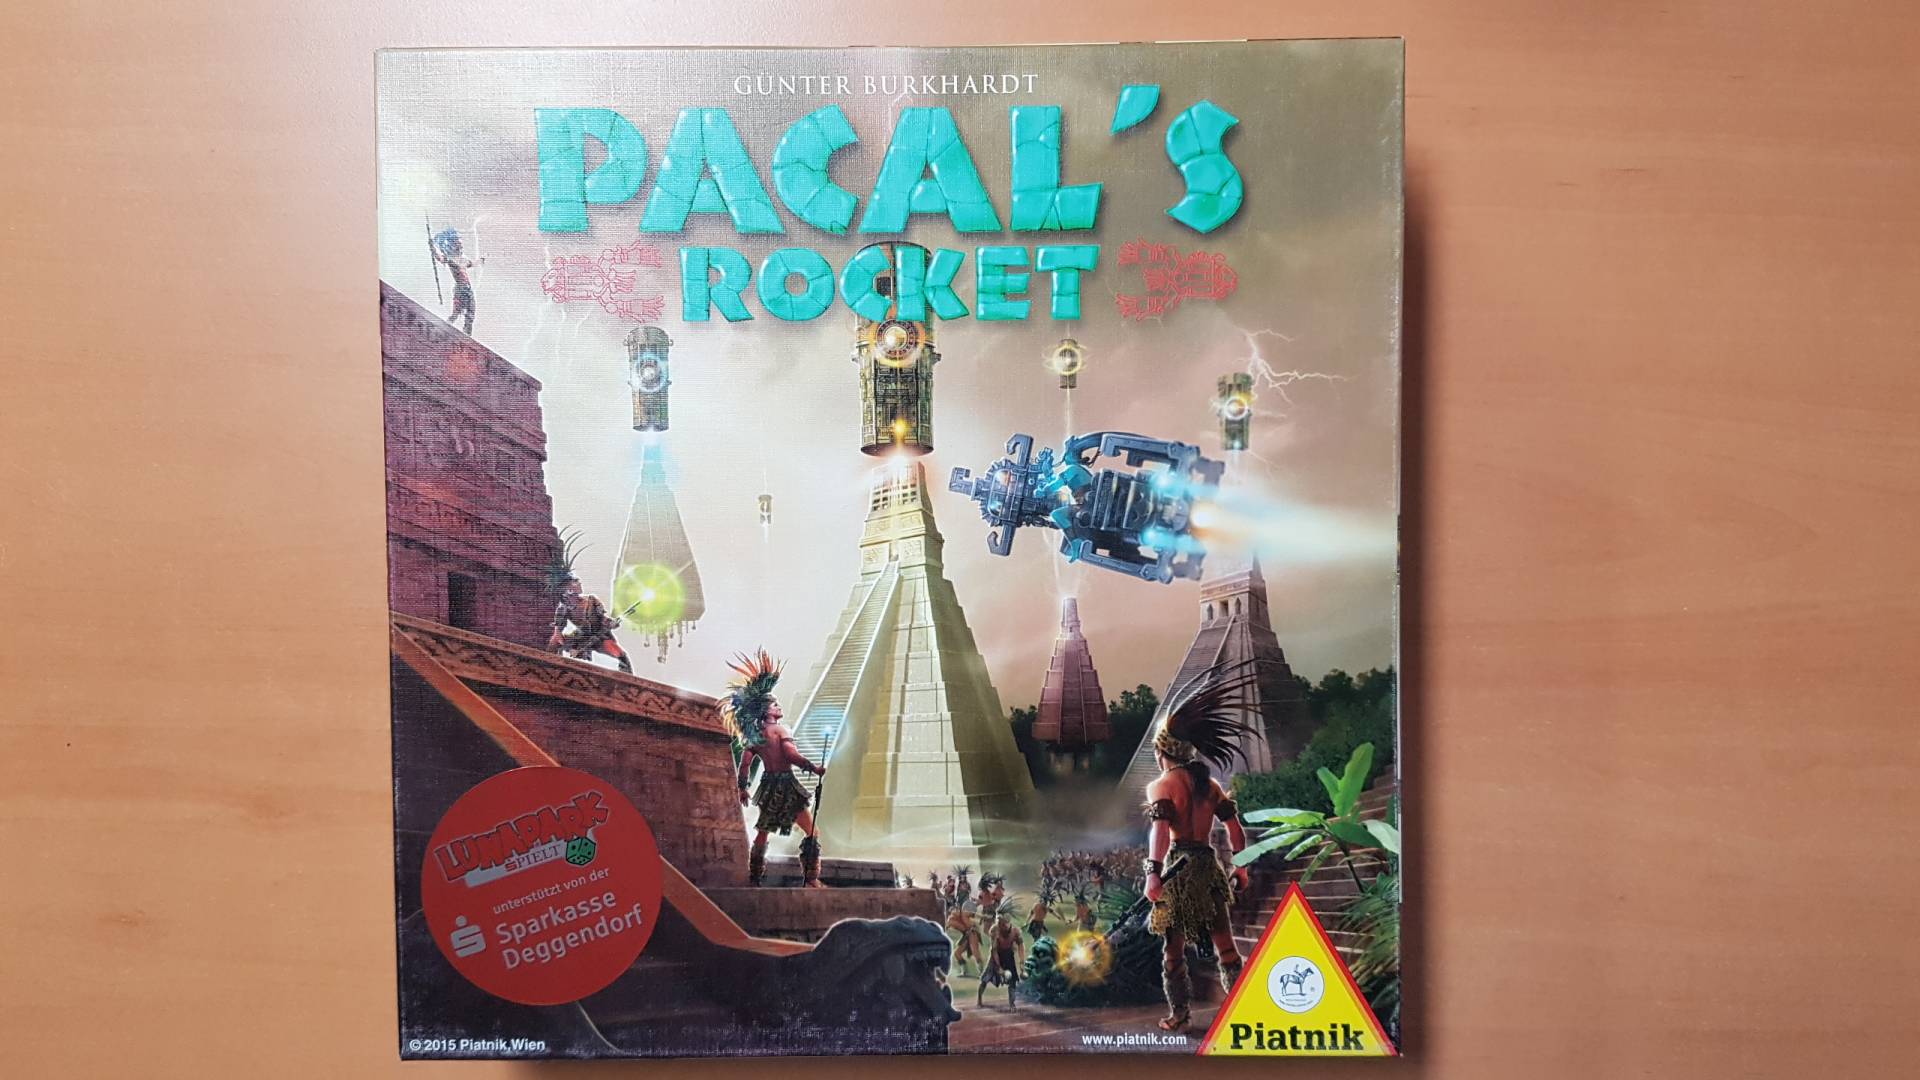 GÜNTER BURKHARDT
PACAL'S
ROCKET
LUNAPARK
SPIELT
unterstützt von der
Sparkasse
Deggendorf
© 2015 Piatnik, Wien
www.piatnik.com
Piatnik